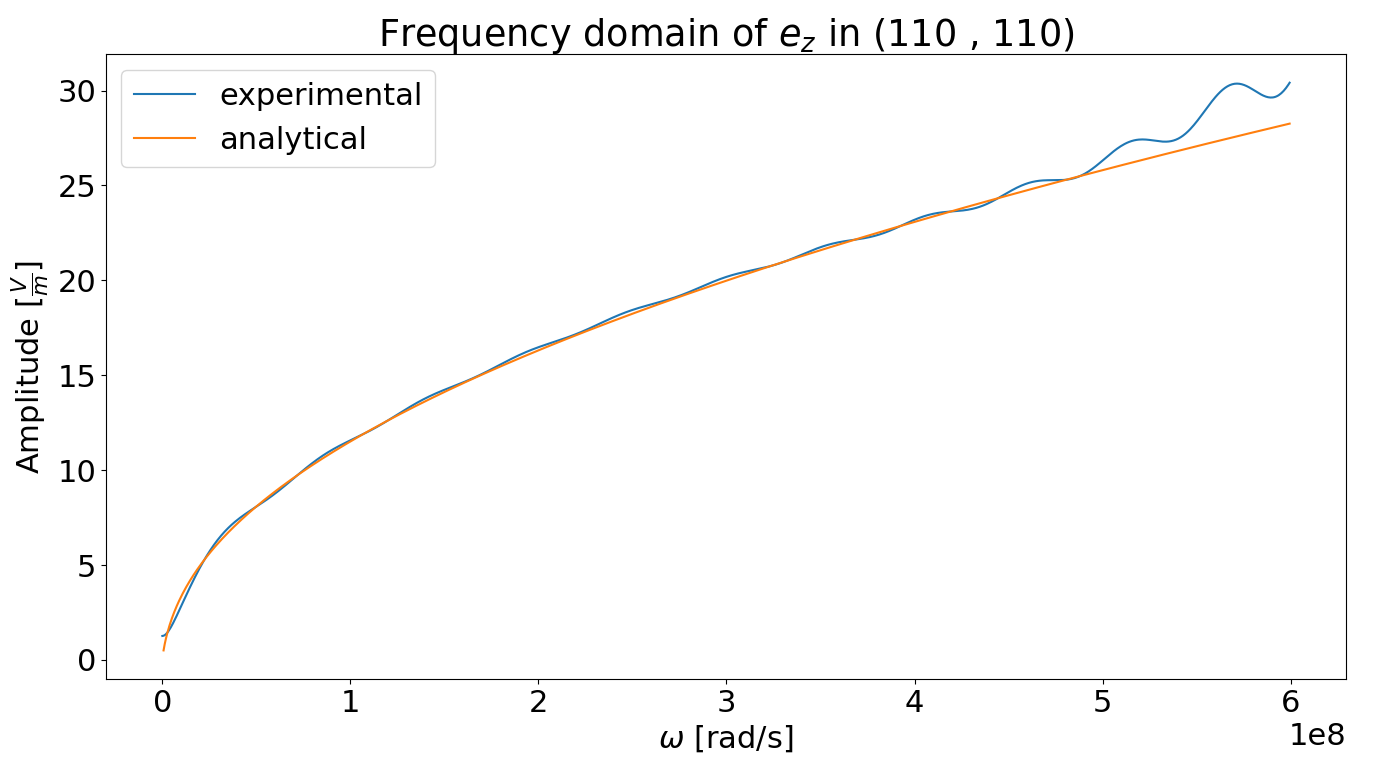 Frequency domain of $e_z$ in (110 , 110)
experimental
analytical
30
25
20
15
10
5
0
Amplitude [$\frac{V}{m}$]
0 1 2 3 4 5 6
1e8
ω [rad/s]